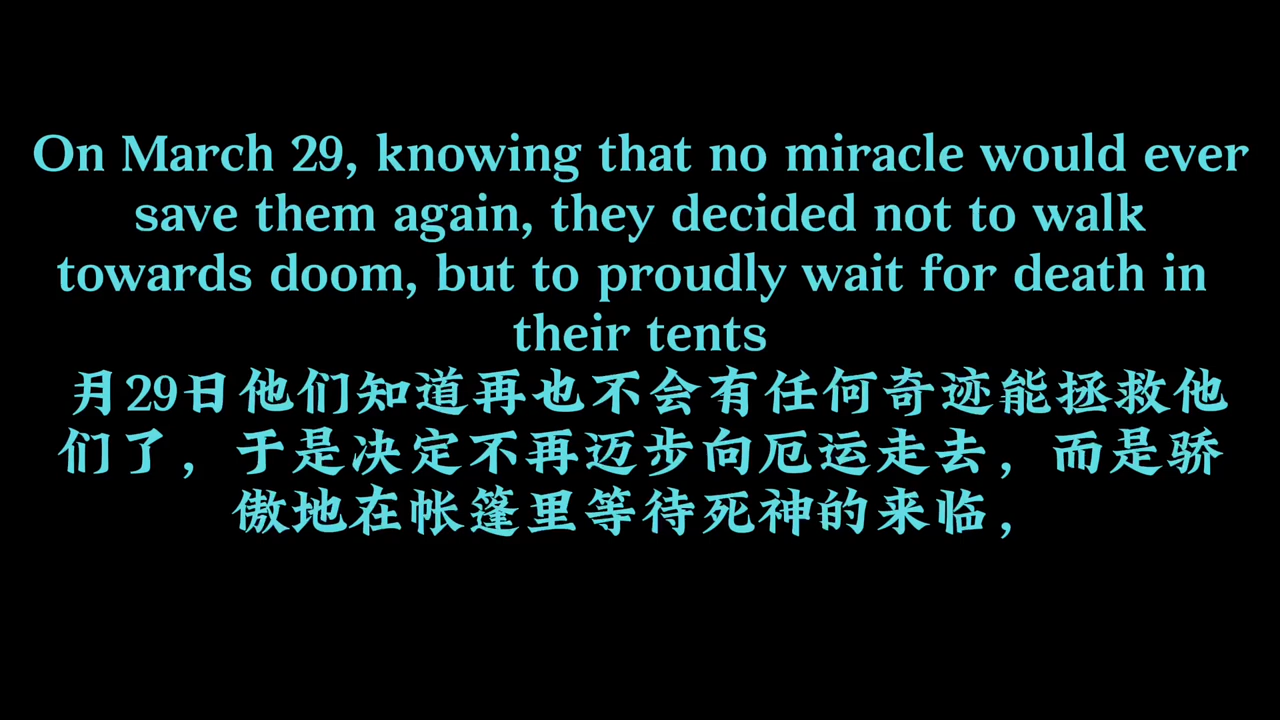 On March 29, knowing that no miracle would ever
save them again, they decided not to walk
towards doom, but to proudly wait for death in
their tents
月29日他们知道再也不会有任何奇迹能拯救他
们了，于是决定不再迈步向厄运走去，而是骄
傲地在帐篷里等待死神的来临，